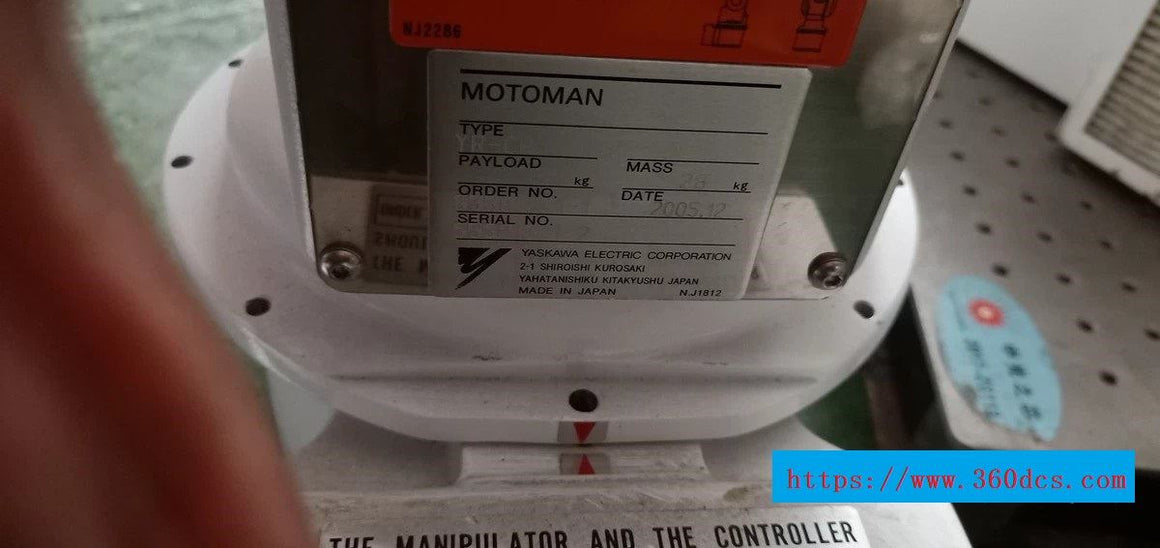 NJ2286
MOTOMAN
TYPE
PAYLOAD kg MASS 28 kg
ORDER NO. DATE 2005.12
SERIAL NO.
YASKAWA ELECTRIC CORPORATION
2-1 SHIROISHI KUROSAKI
YAHATANISHIKU KITAKYUSHU JAPAN
MADE IN JAPAN NJ1812
THE MANIPULATOR AND THE CONTROLLER
https://www.360dcs.com